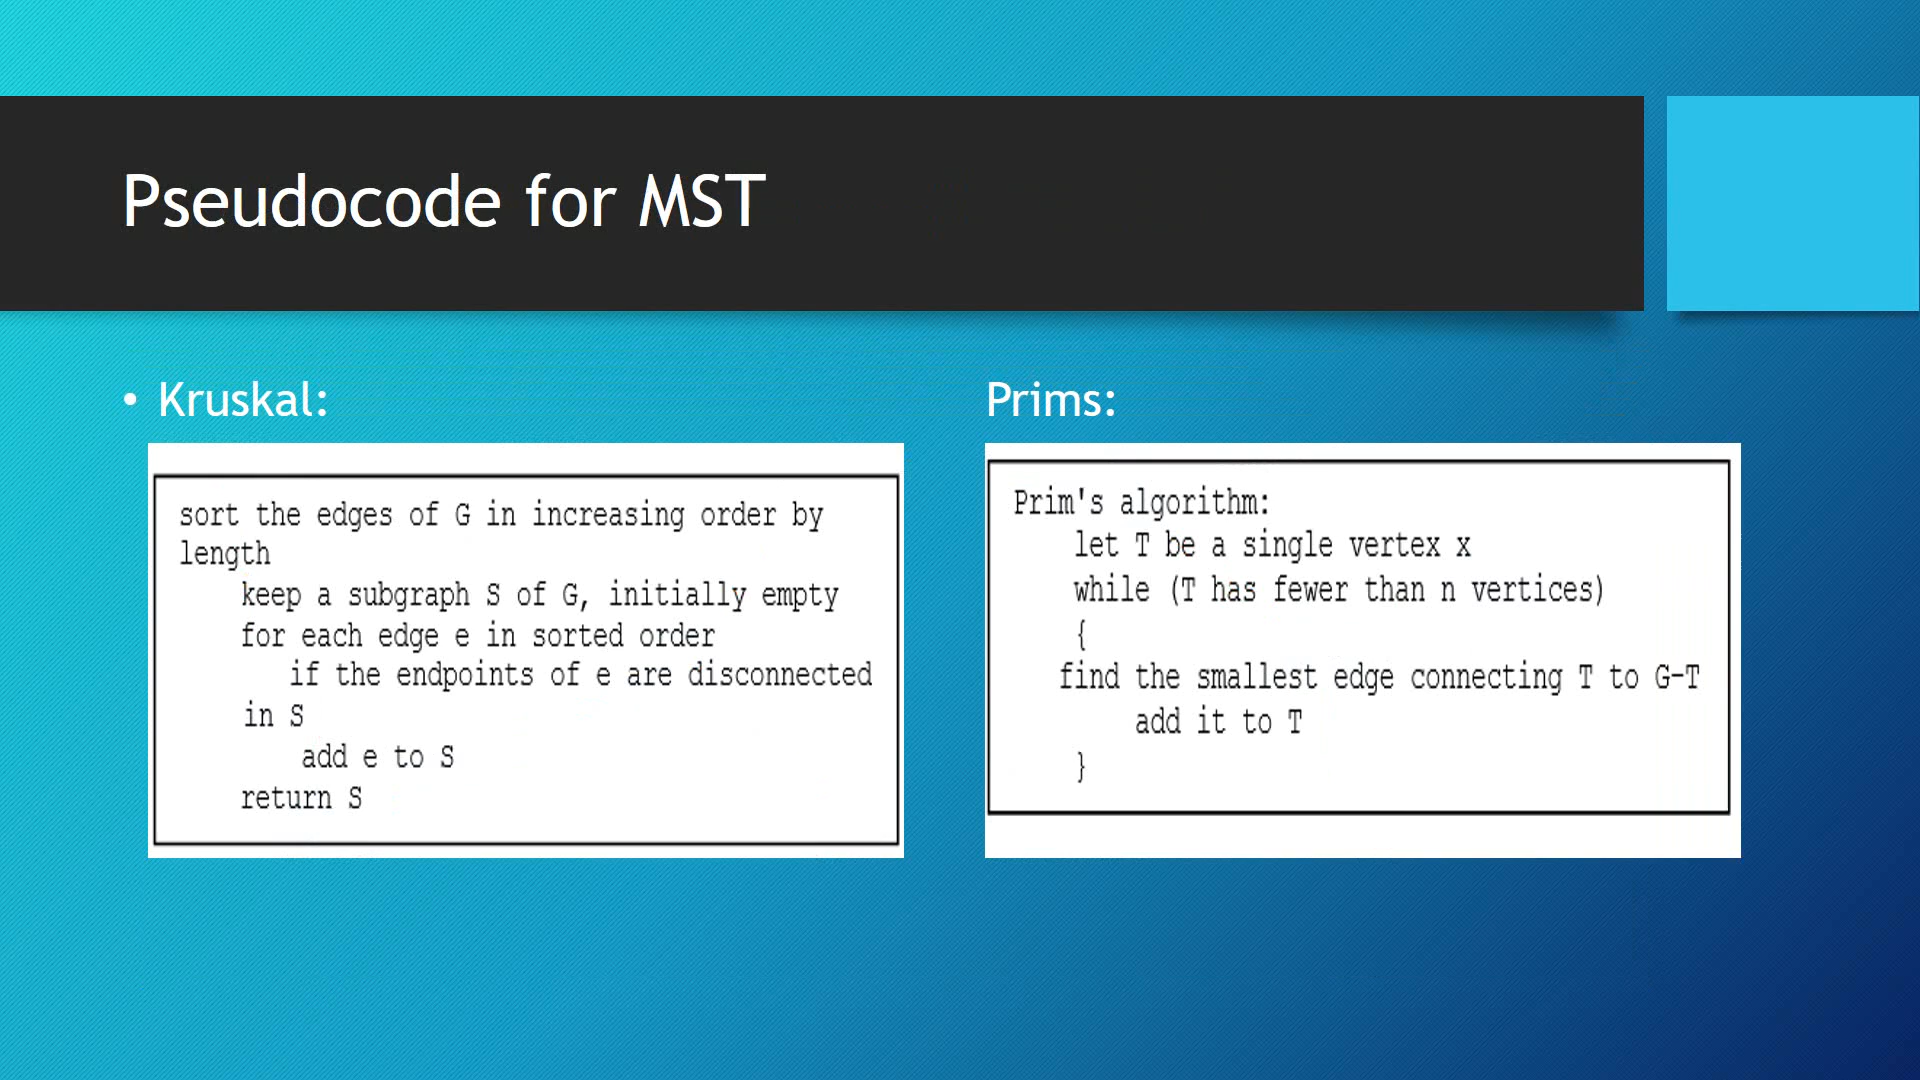 Pseudocode for MST
• Kruskal:
sort the edges of G in increasing order by
length
keep a subgraph S of G, initially empty
for each edge e in sorted order
if the endpoints of e are disconnected
in S
add e to S
return S
Prims:
Prim's algorithm:
let T be a single vertex x
while (T has fewer than n vertices)
{
find the smallest edge connecting T to G-T
add it to T
}